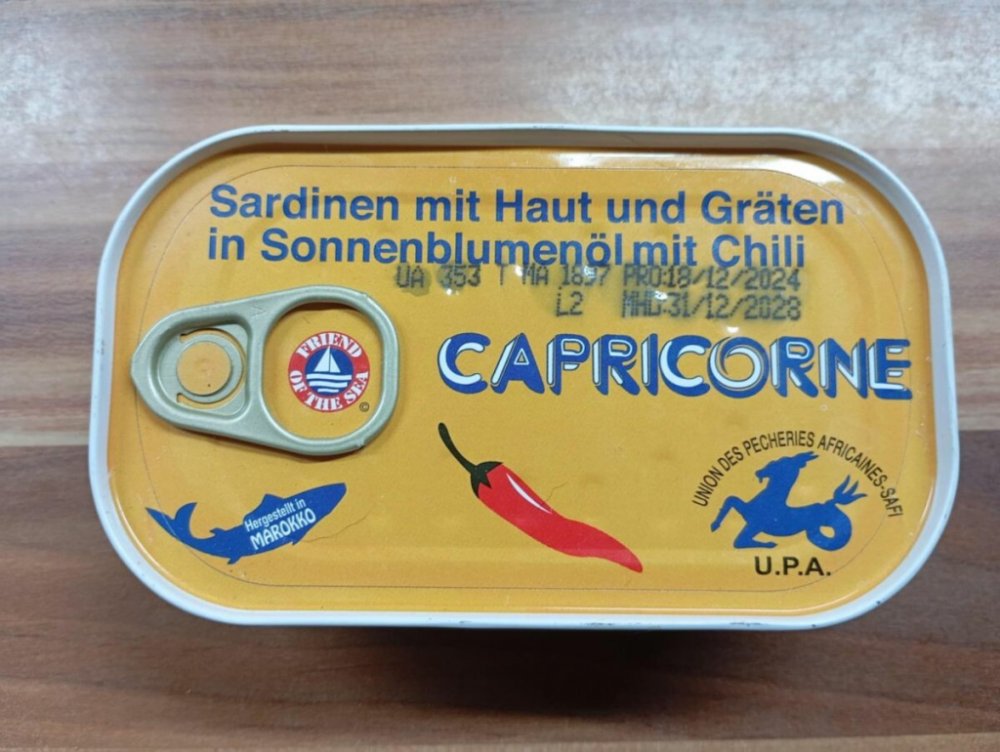 Sardinen mit Haut und Gräten
in Sonnenblumenöl mit Chili
UA 353 T MA 1897 PRO:18/12/2024
L2 MHD:31/12/2028
FRIEND
OF THE SEA
©
CAPRICORNE
UNION DES PECHERIES AFRICAINES-SAFI
U.P.A.
Hergestellt in
MAROKKO